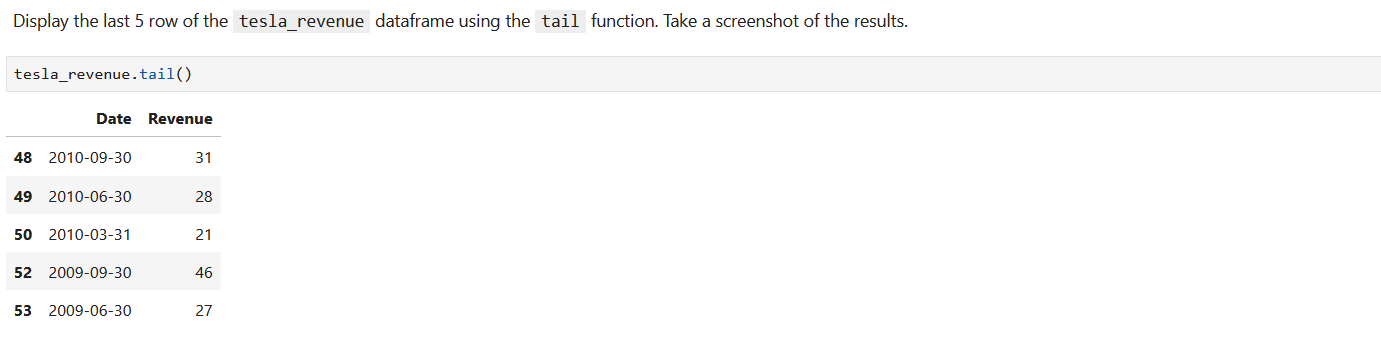 Display the last 5 row of the tesla_revenue dataframe using the tail function. Take a screenshot of the results.
tesla_revenue.tail()
Date Revenue
48 2010-09-30 31
49 2010-06-30 28
50 2010-03-31 21
52 2009-09-30 46
53 2009-06-30 27